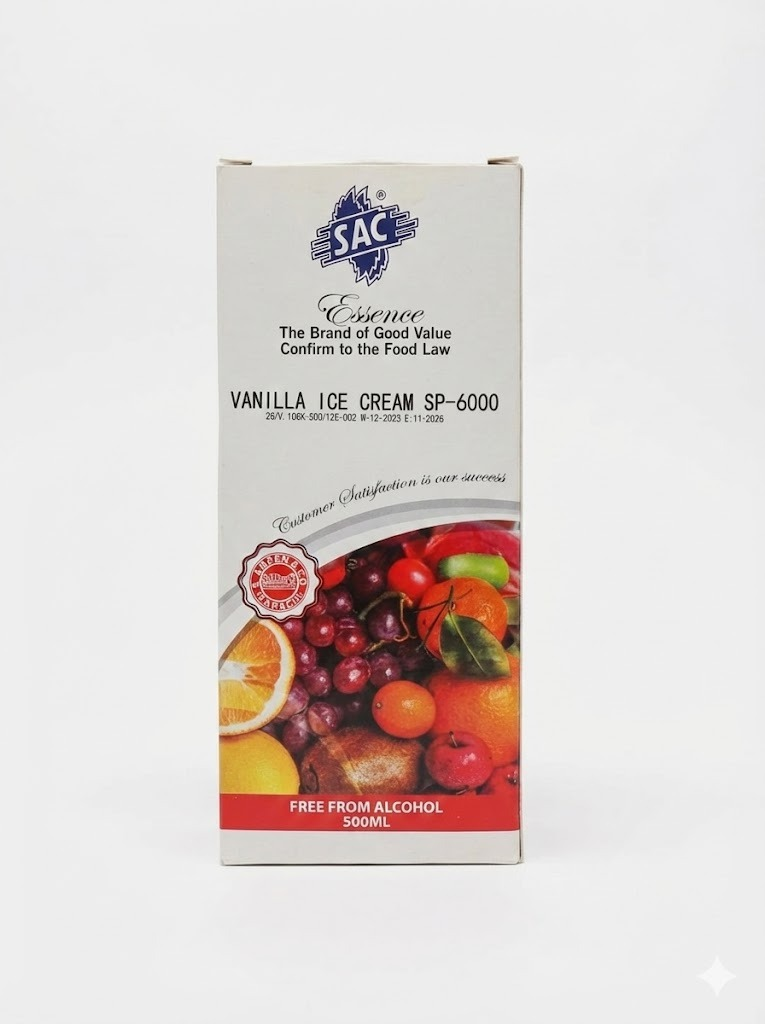 ®
SAC
Essence
The Brand of Good Value
Confirm to the Food Law
VANILLA ICE CREAM SP-6000
26/V. 106K-500/12E-002 W-12-2023 E:11-2026
Customer Satisfaction is our success
FREE FROM ALCOHOL
500ML